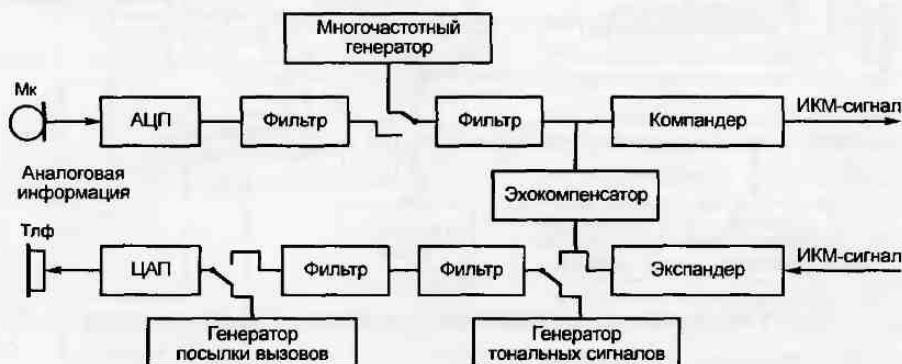 Многочастотный
генератор
Мк
АЦП
Фильтр
Фильтр
Компандер
ИКМ-сигнал
Аналоговая
информация
Эхокомпенсатор
Тлф
ЦАП
Фильтр
Фильтр
Экспандер
ИКМ-сигнал
Генератор
посылки вызовов
Генератор
тональных сигналов